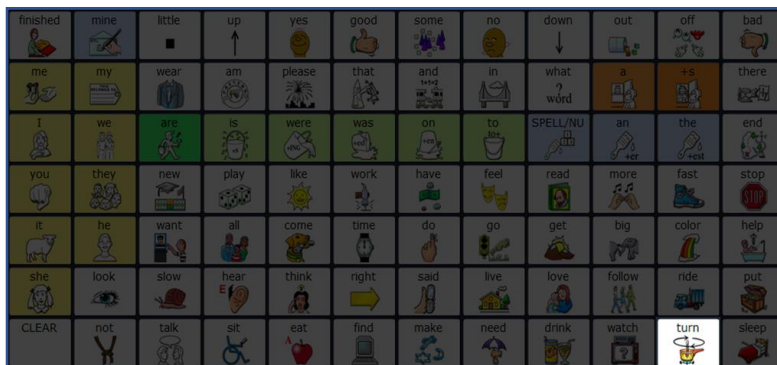 finished mine little up yes good some no down out off bad
me my wear am please that and in what a +s there
I we are is were was on to SPELL/NU an the end
you they new play like work have feel read more fast stop
it he want all come time do go get big color help
she look slow hear think right said live love follow ride put
CLEAR not talk sit eat find make need drink watch turn sleep